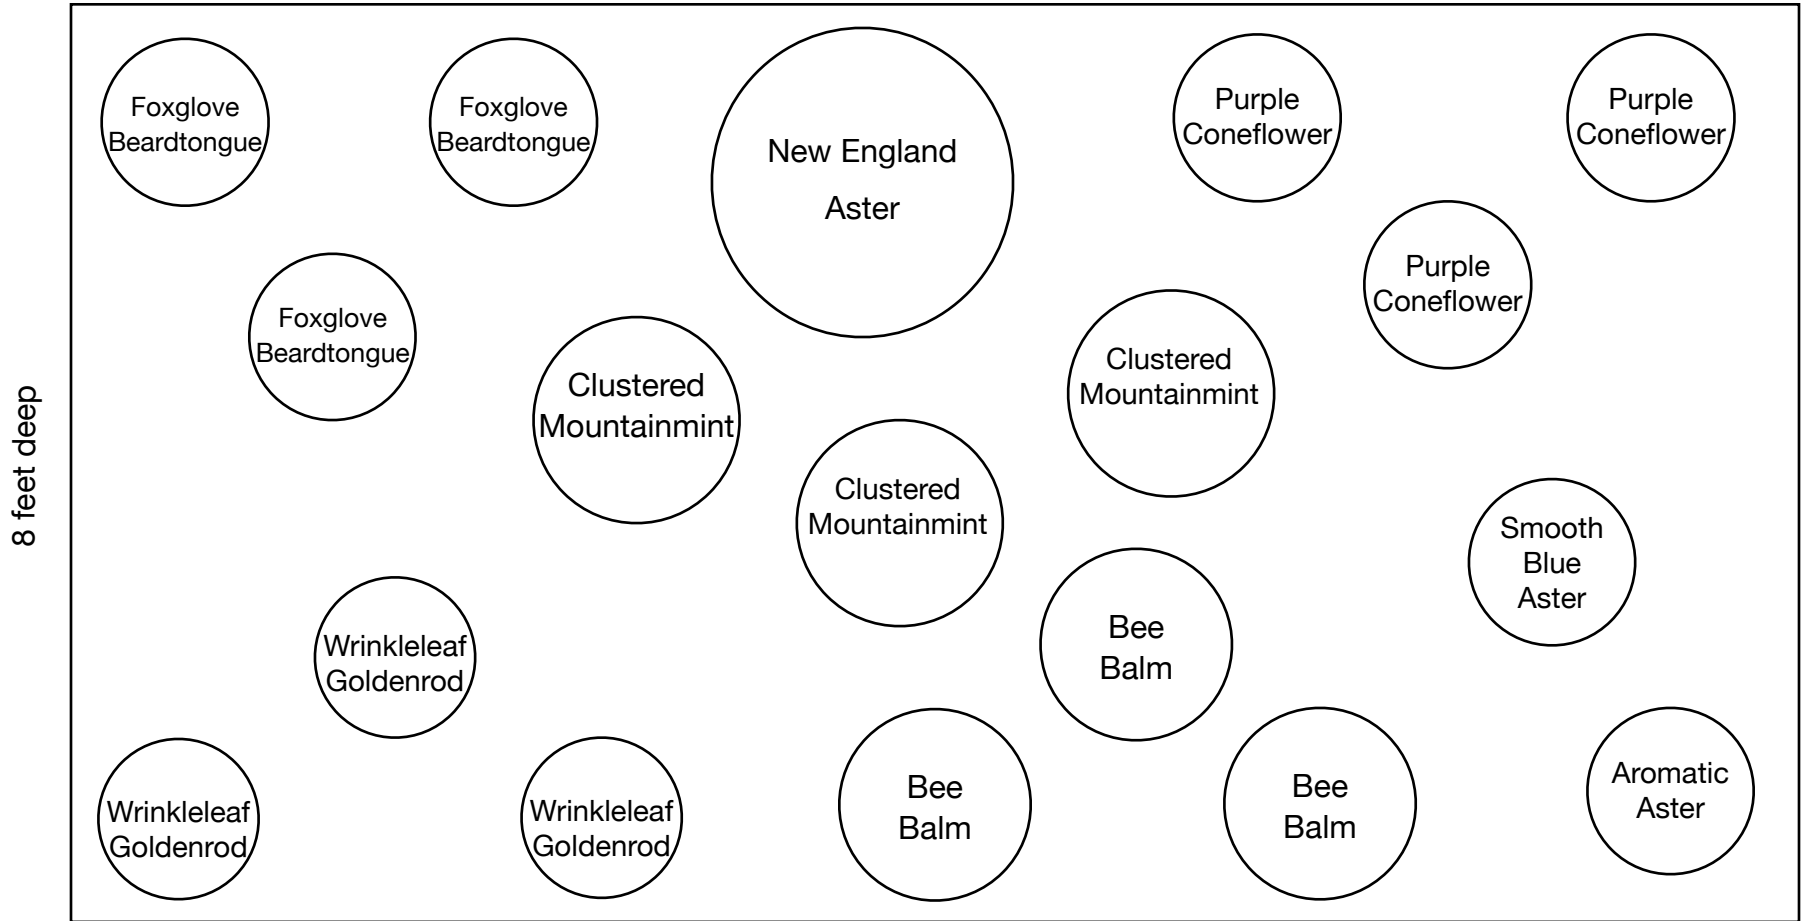 Foxglove
Beardtongue
Foxglove
Beardtongue
New England
Aster
Purple
Coneflower
Purple
Coneflower
Purple
Coneflower
Foxglove
Beardtongue
Clustered
Mountainmint
Clustered
Mountainmint
Clustered
Mountainmint
8 feet deep
Smooth
Blue
Aster
Wrinkleleaf
Goldenrod
Bee
Balm
Wrinkleleaf
Goldenrod
Wrinkleleaf
Goldenrod
Bee
Balm
Bee
Balm
Aromatic
Aster